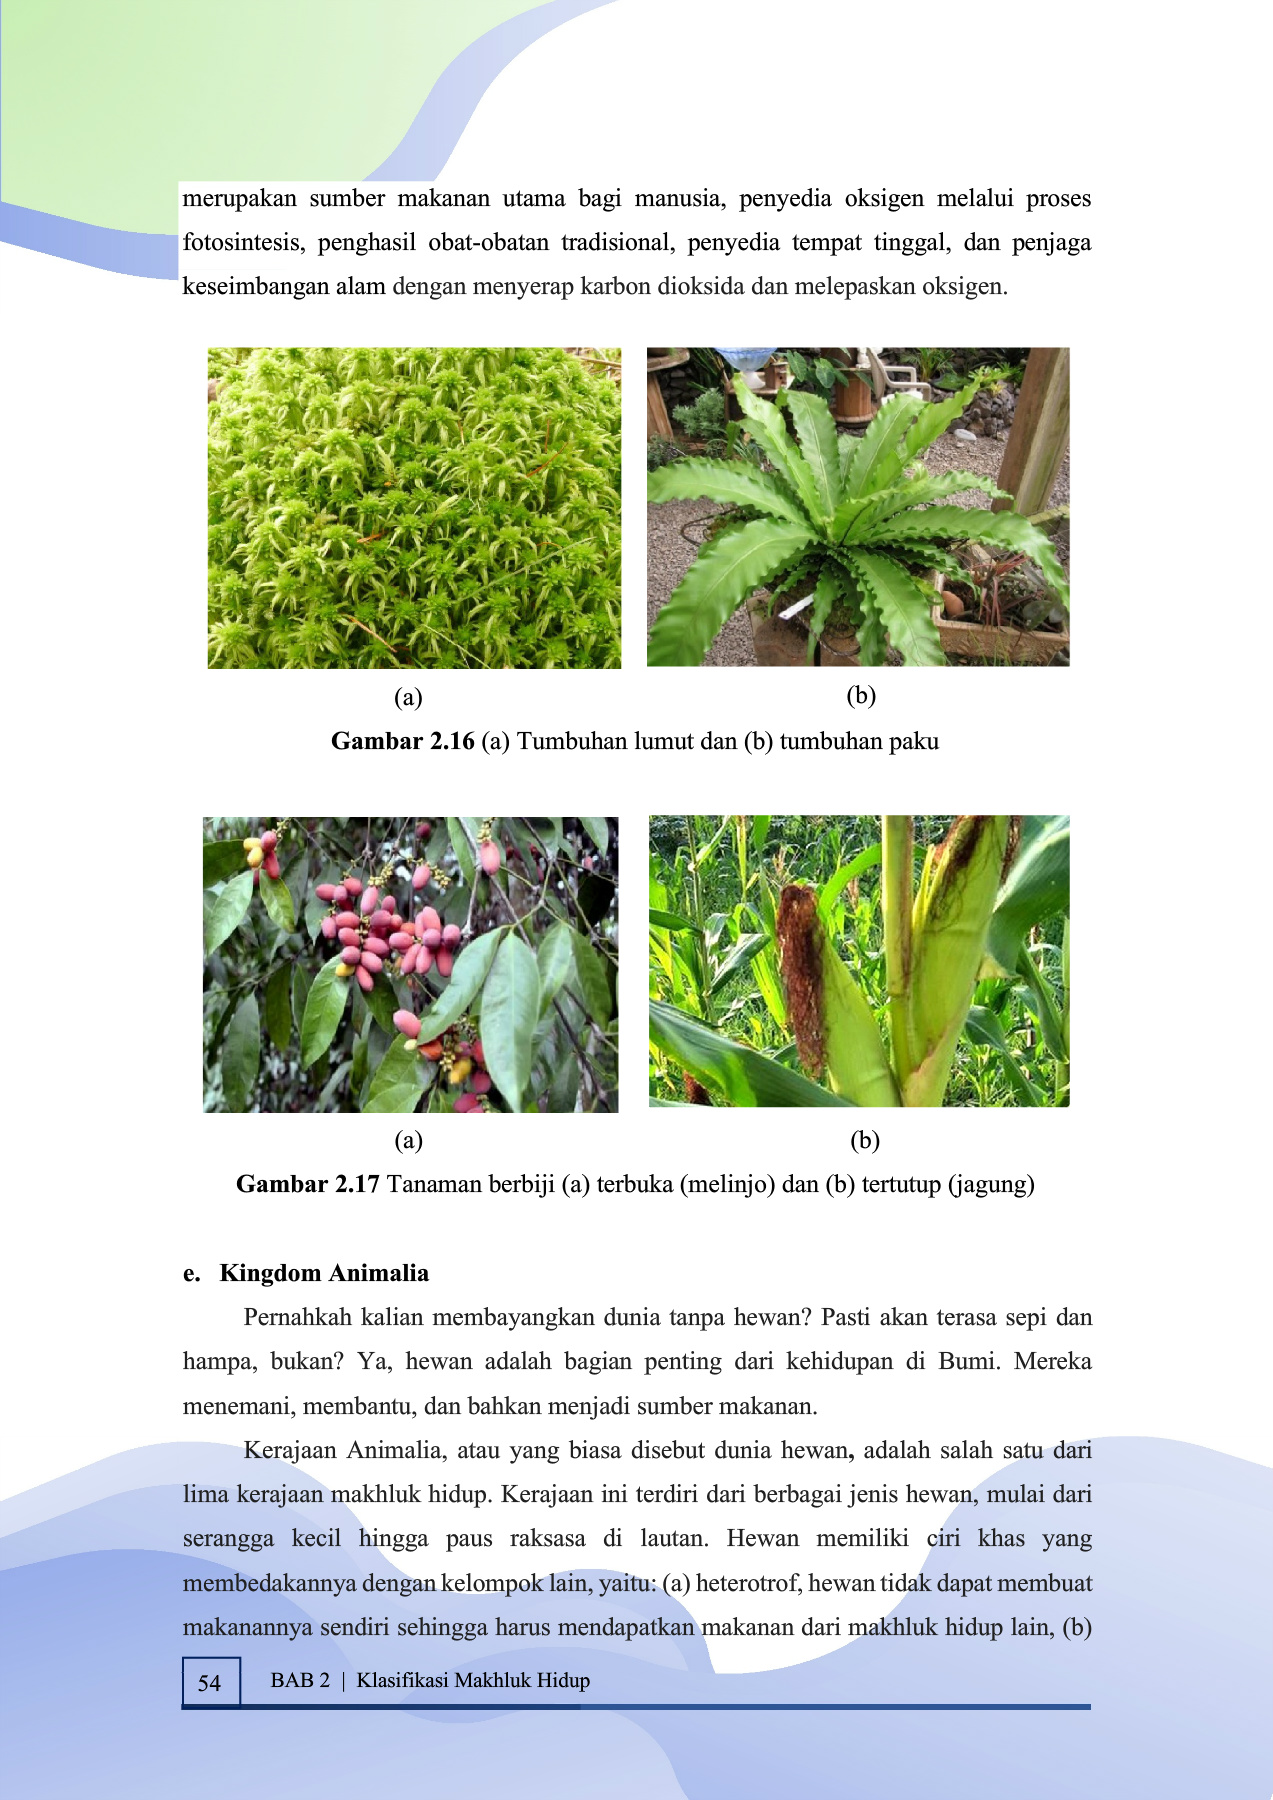 merupakan sumber makanan utama bagi manusia, penyedia oksigen melalui proses
fotosintesis, penghasil obat-obatan tradisional, penyedia tempat tinggal, dan penjaga
keseimbangan alam dengan menyerap karbon dioksida dan melepaskan oksigen.
(a)
(b)
Gambar 2.16 (a) Tumbuhan lumut dan (b) tumbuhan paku
(a)
(b)
Gambar 2.17 Tanaman berbiji (a) terbuka (melinjo) dan (b) tertutup (jagung)
e. Kingdom Animalia
Pernahkah kalian membayangkan dunia tanpa hewan? Pasti akan terasa sepi dan
hampa, bukan? Ya, hewan adalah bagian penting dari kehidupan di Bumi. Mereka
menemani, membantu, dan bahkan menjadi sumber makanan.
Kerajaan Animalia, atau yang biasa disebut dunia hewan, adalah salah satu dari
lima kerajaan makhluk hidup. Kerajaan ini terdiri dari berbagai jenis hewan, mulai dari
serangga kecil hingga paus raksasa di lautan. Hewan memiliki ciri khas yang
membedakannya dengan kelompok lain, yaitu: (a) heterotrof, hewan tidak dapat membuat
makanannya sendiri sehingga harus mendapatkan makanan dari makhluk hidup lain, (b)
54 BAB 2 | Klasifikasi Makhluk Hidup